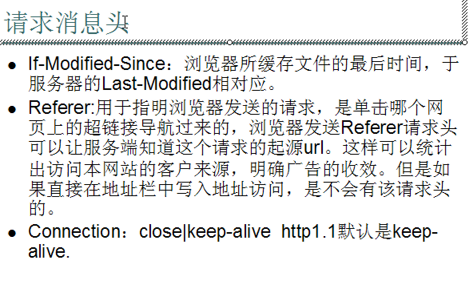 请求消息头
● If-Modified-Since：浏览器所缓存文件的最后时间，于
服务器的Last-Modified相对应。
● Referer:用于指明浏览器发送的请求，是单击哪个网
页上的超链接导航过来的，浏览器发送Referer请求头
可以让服务端知道这个请求的起源url。这样可以统计
出访问本网站的客户来源，明确广告的收效。但是如
果直接在地址栏中写入地址访问，是不会有该请求头
的。
● Connection：close|keep-alive  http1.1默认是keep-
alive.